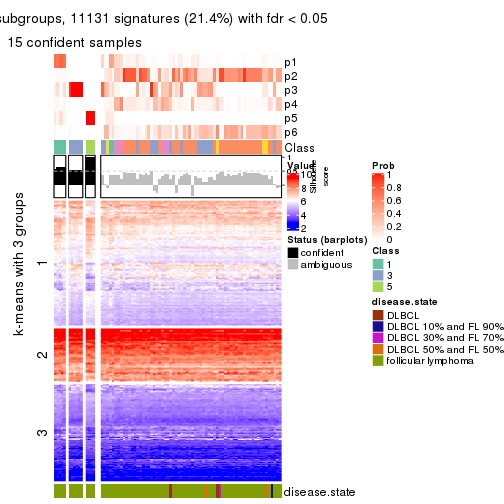 subgroups, 11131 signatures (21.4%) with fdr < 0.05
15 confident samples
p1
p2
p3
p4
p5
p6
Class
1
Silhouette
score
Value
10
8
6
4
2
Status (barplots)
confident
ambiguous
Prob
1
0.8
0.6
0.4
0.2
0
Class
1
3
5
disease.state
DLBCL
DLBCL 10% and FL 90%
DLBCL 30% and FL 70%
DLBCL 50% and FL 50%
follicular lymphoma
k-means with 3 groups
1
2
3
disease.state